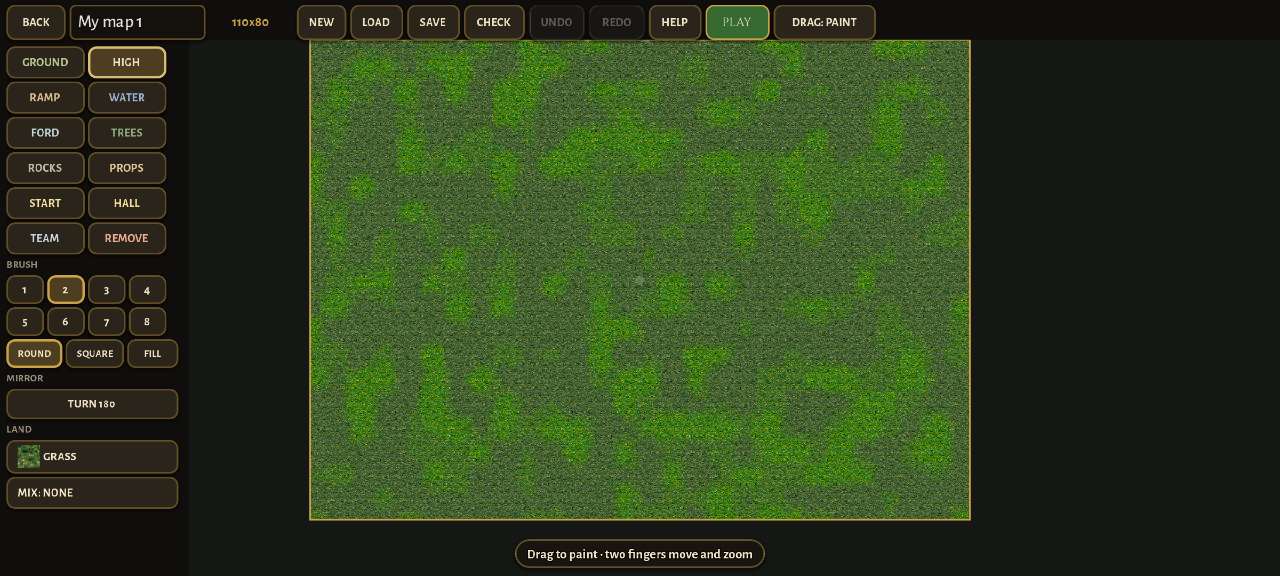 BACK
My map 1
110x80
NEW
LOAD
SAVE
CHECK
UNDO
REDO
HELP
PLAY
DRAG: PAINT
GROUND
HIGH
RAMP
WATER
FORD
TREES
ROCKS
PROPS
START
HALL
TEAM
REMOVE
BRUSH
1
2
3
4
5
6
7
8
ROUND
SQUARE
FILL
MIRROR
TURN 180
LAND
GRASS
MIX: NONE
Drag to paint · two fingers move and zoom